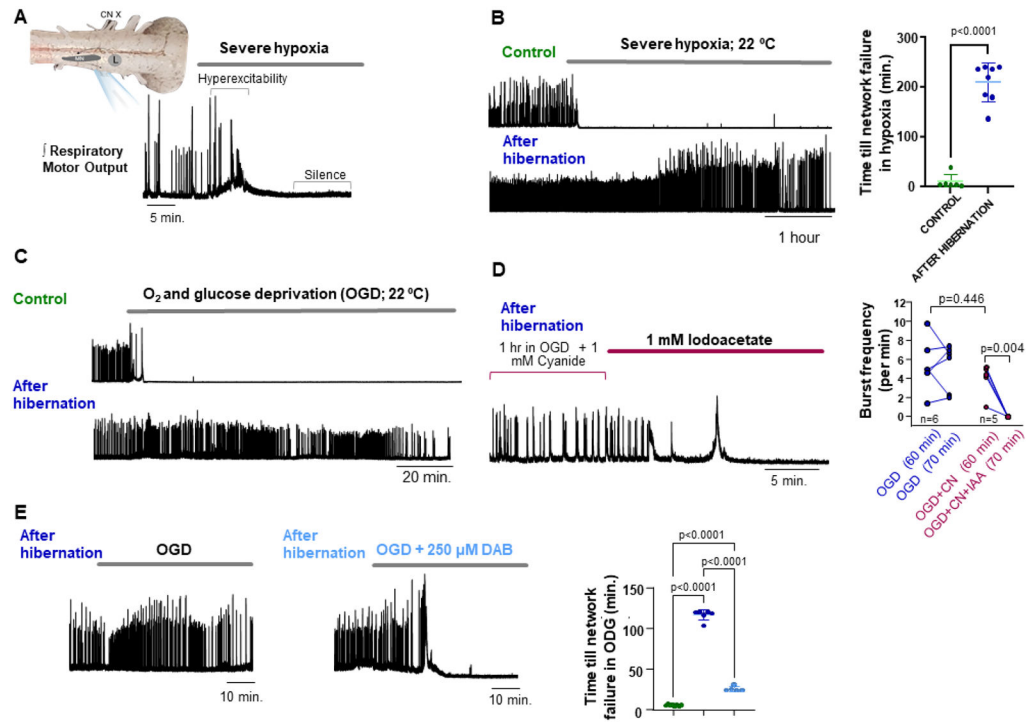 A
CN X
L
Severe hypoxia
Hyperexcitability
∫ Respiratory
Motor Output
Silence
5 min.
B
Control
Severe hypoxia; 22 ºC
After
hibernation
1 hour
p<0.0001
Time till network failure
in hypoxia (min.)
300
200
100
0
CONTROL
AFTER HIBERNATION
C
Control
O2 and glucose deprivation (OGD; 22 ºC)
After
hibernation
20 min.
D
After
hibernation
1 hr in OGD + 1
mM Cyanide
1 mM Iodoacetate
5 min.
p=0.446
p=0.004
Burst frequency
(per min)
12
10
8
6
4
2
0
n=6
n=5
OGD (60 min)
OGD (70 min)
OGD+CN (60 min)
OGD+CN+IAA (70 min)
E
After
hibernation
OGD
10 min.
After
hibernation
OGD + 250 µM DAB
10 min.
p<0.0001
p<0.0001
p<0.0001
Time till network
failure in ODG (min.)
150
100
50
0